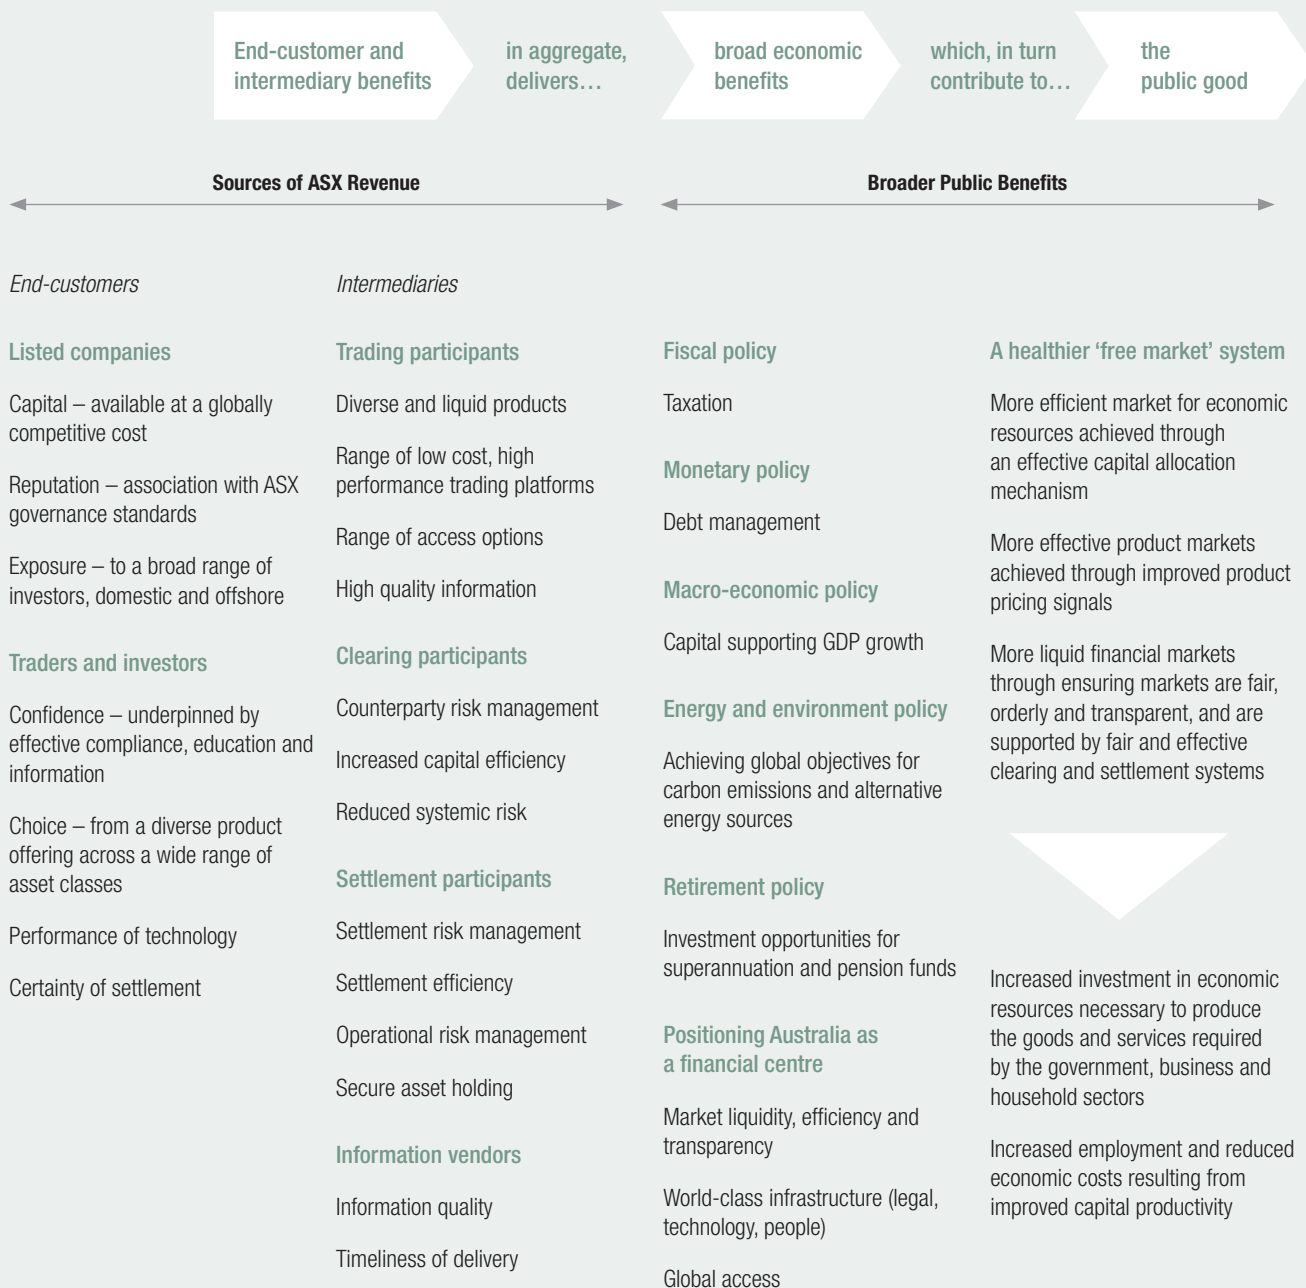 End-customer and
intermediary benefits
in aggregate,
delivers…
broad economic
benefits
which, in turn
contribute to…
the
public good
Sources of ASX Revenue
Broader Public Benefits
End-customers
Listed companies
Capital – available at a globally
competitive cost
Reputation – association with ASX
governance standards
Exposure – to a broad range of
investors, domestic and offshore
Traders and investors
Confidence – underpinned by
effective compliance, education and
information
Choice – from a diverse product
offering across a wide range of
asset classes
Performance of technology
Certainty of settlement
Intermediaries
Trading participants
Diverse and liquid products
Range of low cost, high
performance trading platforms
Range of access options
High quality information
Clearing participants
Counterparty risk management
Increased capital efficiency
Reduced systemic risk
Settlement participants
Settlement risk management
Settlement efficiency
Operational risk management
Secure asset holding
Information vendors
Information quality
Timeliness of delivery
Fiscal policy
Taxation
Monetary policy
Debt management
Macro-economic policy
Capital supporting GDP growth
Energy and environment policy
Achieving global objectives for
carbon emissions and alternative
energy sources
Retirement policy
Investment opportunities for
superannuation and pension funds
Positioning Australia as
a financial centre
Market liquidity, efficiency and
transparency
World-class infrastructure (legal,
technology, people)
Global access
A healthier ‘free market’ system
More efficient market for economic
resources achieved through
an effective capital allocation
mechanism
More effective product markets
achieved through improved product
pricing signals
More liquid financial markets
through ensuring markets are fair,
orderly and transparent, and are
supported by fair and effective
clearing and settlement systems
Increased investment in economic
resources necessary to produce
the goods and services required
by the government, business and
household sectors
Increased employment and reduced
economic costs resulting from
improved capital productivity